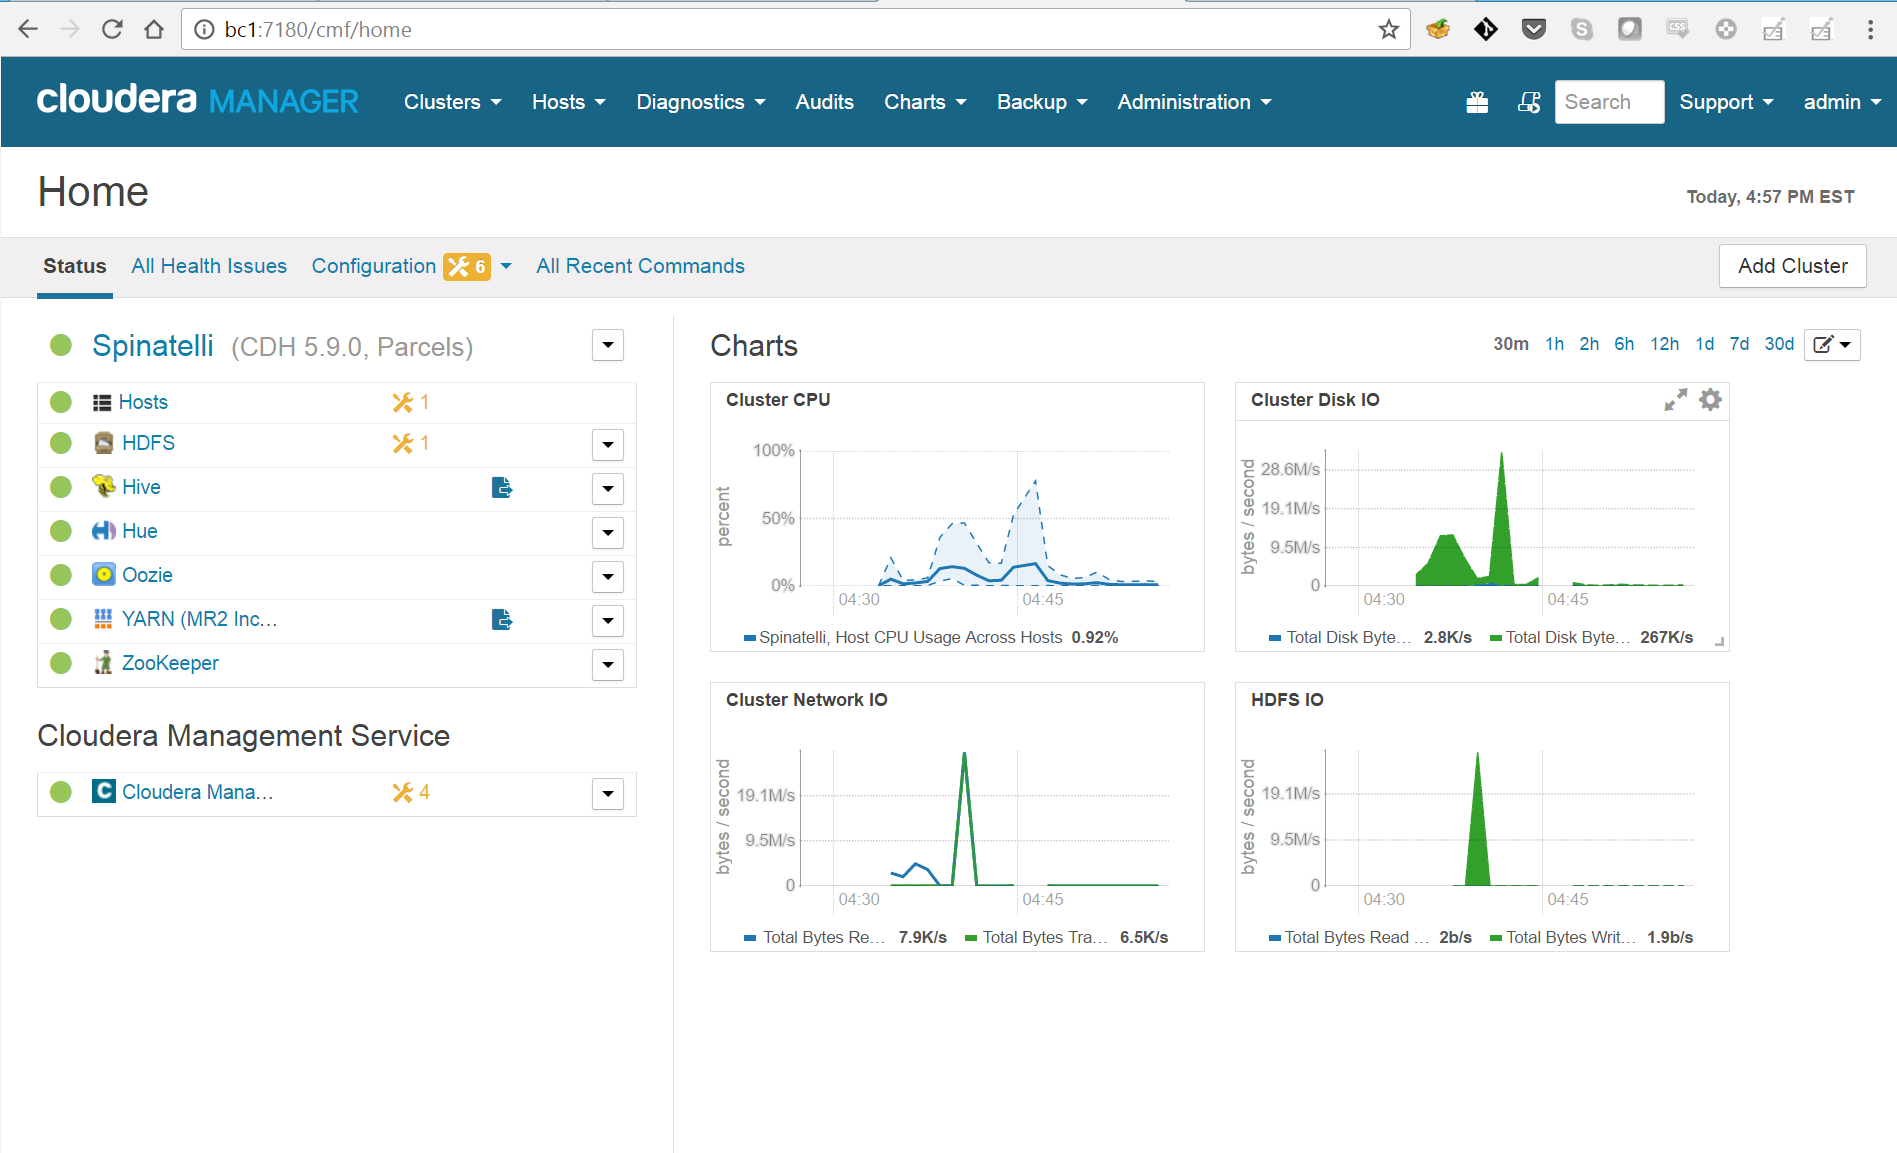 bc1:7180/cmf/home
cloudera MANAGER Clusters Hosts Diagnostics Audits Charts Backup Administration Search Support admin
Home
Today, 4:57 PM EST
Status All Health Issues Configuration 6 All Recent Commands Add Cluster
Spinatelli (CDH 5.9.0, Parcels)
Hosts 1
HDFS 1
Hive
Hue
Oozie
YARN (MR2 Inc...
ZooKeeper
Cloudera Management Service
C Cloudera Mana... 4
Charts
30m 1h 2h 6h 12h 1d 7d 30d
Cluster CPU
percent
100%
50%
0%
04:30 04:45
Spinatelli, Host CPU Usage Across Hosts 0.92%
Cluster Disk IO
bytes / second
28.6M/s
19.1M/s
9.5M/s
0
04:30 04:45
Total Disk Byte... 2.8K/s Total Disk Byte... 267K/s
Cluster Network IO
bytes / second
19.1M/s
9.5M/s
0
04:30 04:45
Total Bytes Re... 7.9K/s Total Bytes Tra... 6.5K/s
HDFS IO
bytes / second
19.1M/s
9.5M/s
0
04:30 04:45
Total Bytes Read ... 2b/s Total Bytes Writ... 1.9b/s